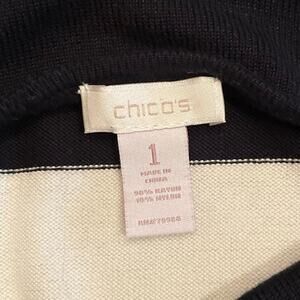 chico's
1
MADE IN
CHINA
90% RAYON
10% NYLON